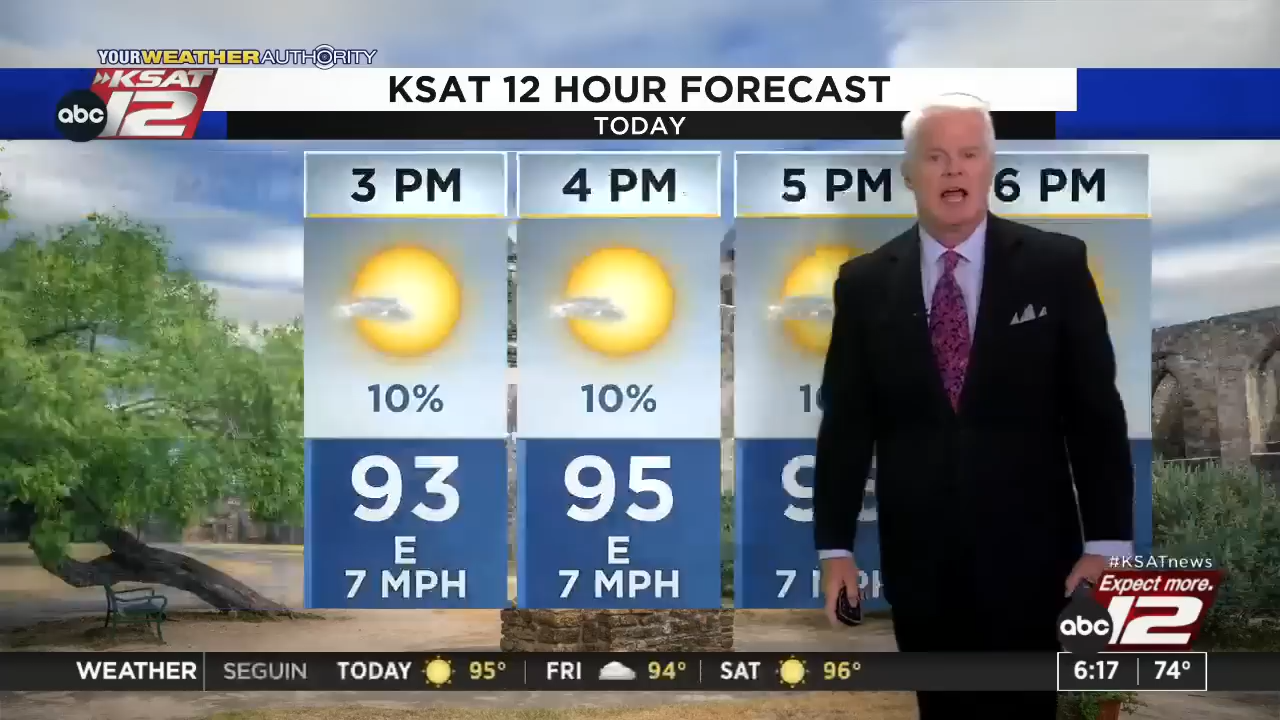 YOUR WEATHER AUTHORITY
KSAT
abc 12
KSAT 12 HOUR FORECAST
TODAY
3 PM
4 PM
5 PM
6 PM
10%
10%
93
95
E
E
7 MPH
7 MPH
7
#KSATnews
Expect more.
abc 12
WEATHER SEGUIN TODAY 95° FRI 94° SAT 96°
6:17 74°